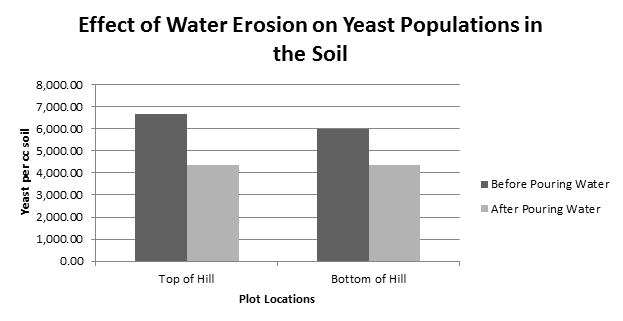 Effect of Water Erosion on Yeast Populations in
the Soil
8,000.00
7,000.00
6,000.00
5,000.00
4,000.00
3,000.00
2,000.00
1,000.00
0.00
Yeast per cc soil
Top of Hill
Bottom of Hill
Plot Locations
Before Pouring Water
After Pouring Water